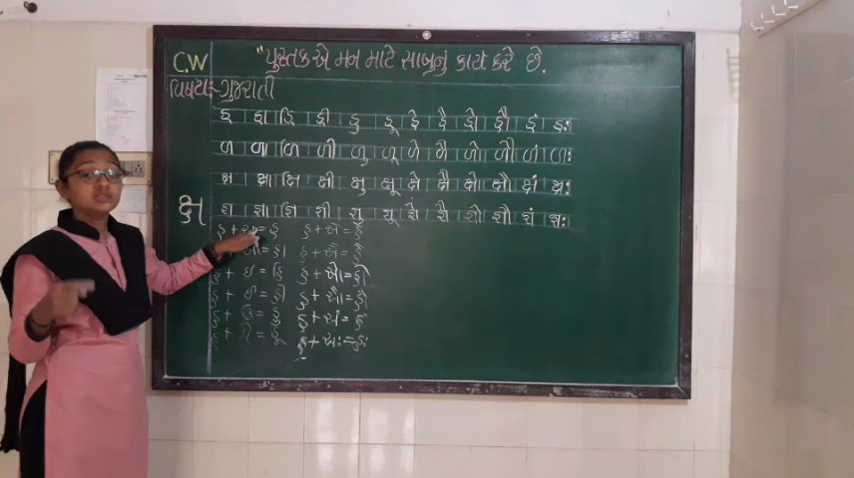 C.W
"પુસ્તક એ મન માટે સાબુનું કાર્ય કરે છે.
વિષય:- ગુજરાતી
હ હા હિ હી હુ હૂ હે હૈ હો હૌ હં હઃ
ળ ળા ળિ ળી ળુ ળૂ ળે ળૈ ળો ળૌ ળં ળઃ
ક્ષ ક્ષા ક્ષિ ક્ષી ક્ષુ ક્ષૂ ક્ષે ક્ષૈ ક્ષો ક્ષૌ ક્ષં ક્ષઃ
ક્ષ
જ્ઞ જ્ઞા જ્ઞિ જ્ઞી જ્ઞુ જ્ઞૂ જ્ઞે જ્ઞૈ જ્ઞો જ્ઞૌ જ્ઞં જ્ઞઃ
હ્ + અ = હ હ્ + એ = હે
+ આ = હા હ્ + ઐ = હૈ
હ્ + ઇ = હિ હ્ + ઓ = હો
હ્ + ઈ = હી હ્ + ઔ = હૌ
હ્ + ઉ = હુ હ્ + અં = હં
હ્ + ઊ = હૂ હ્ + અઃ = હઃ